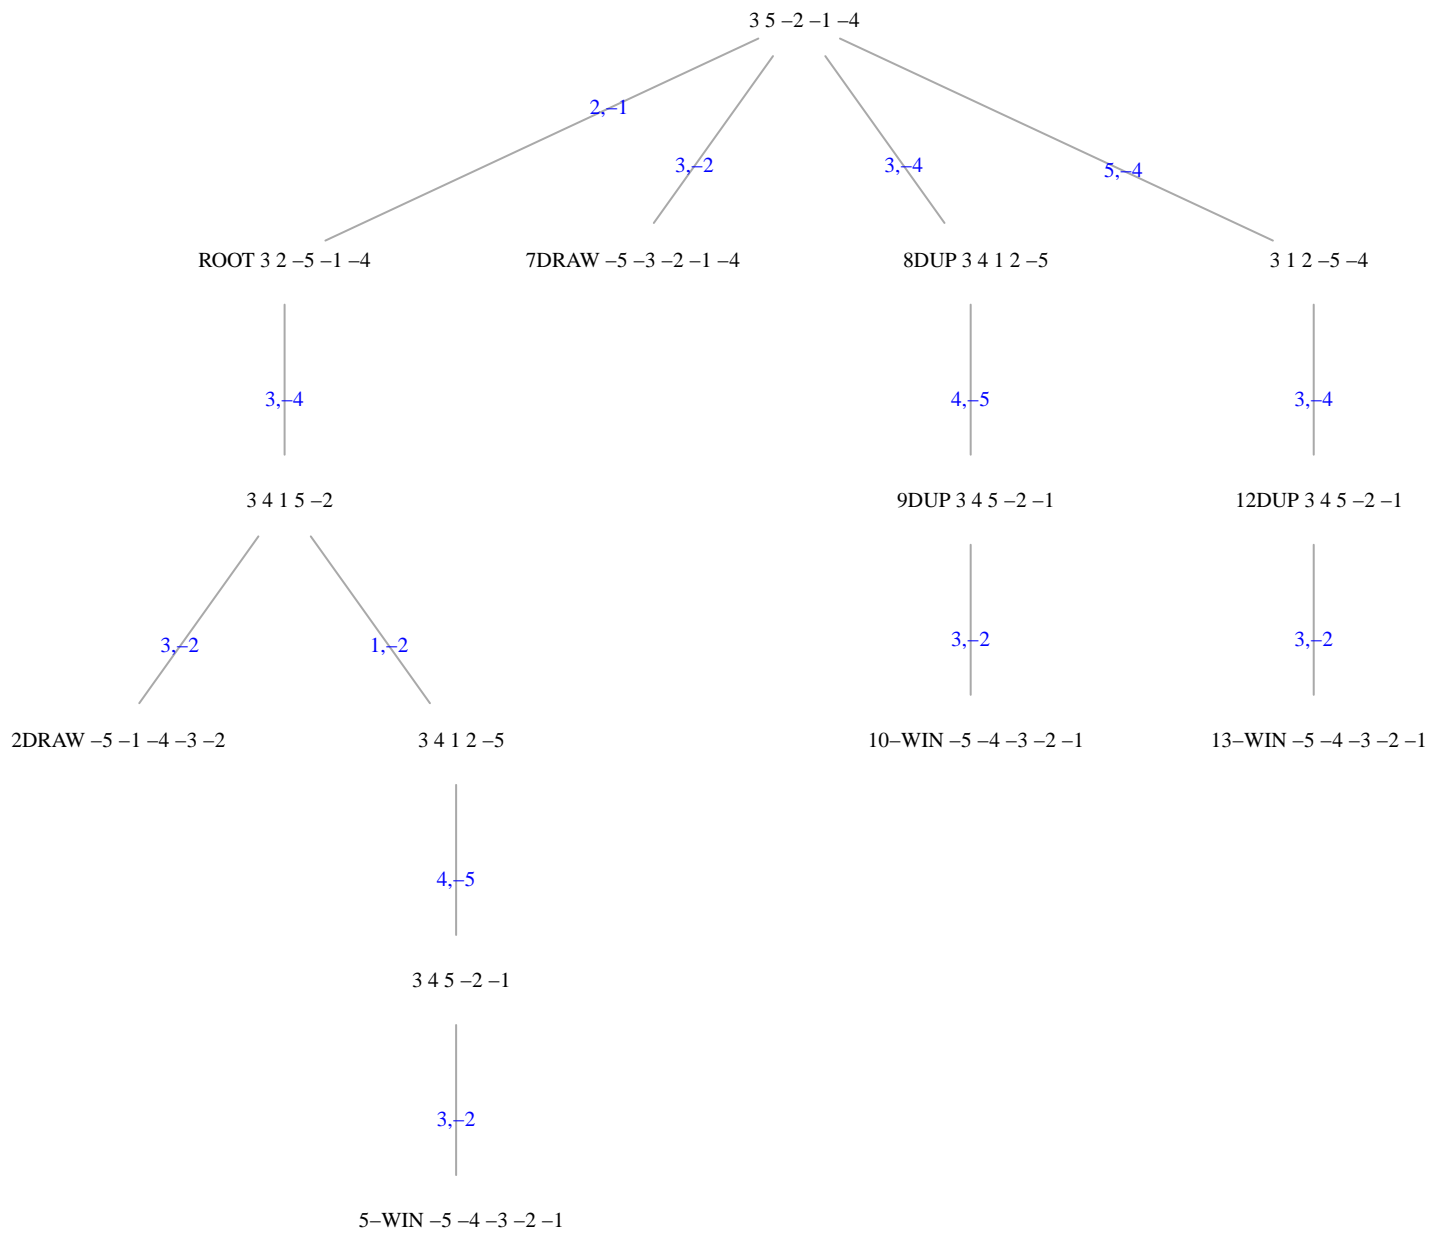 3 5 –2 –1 –4
2,–1
3,–2
3,–4
5,–4
ROOT 3 2 –5 –1 –4
7DRAW –5 –3 –2 –1 –4
8DUP 3 4 1 2 –5
3 1 2 –5 –4
3,–4
4,–5
3,–4
3 4 1 5 –2
9DUP 3 4 5 –2 –1
12DUP 3 4 5 –2 –1
3,–2
1,–2
3,–2
3,–2
2DRAW –5 –1 –4 –3 –2
3 4 1 2 –5
10–WIN –5 –4 –3 –2 –1
13–WIN –5 –4 –3 –2 –1
4,–5
3 4 5 –2 –1
3,–2
5–WIN –5 –4 –3 –2 –1